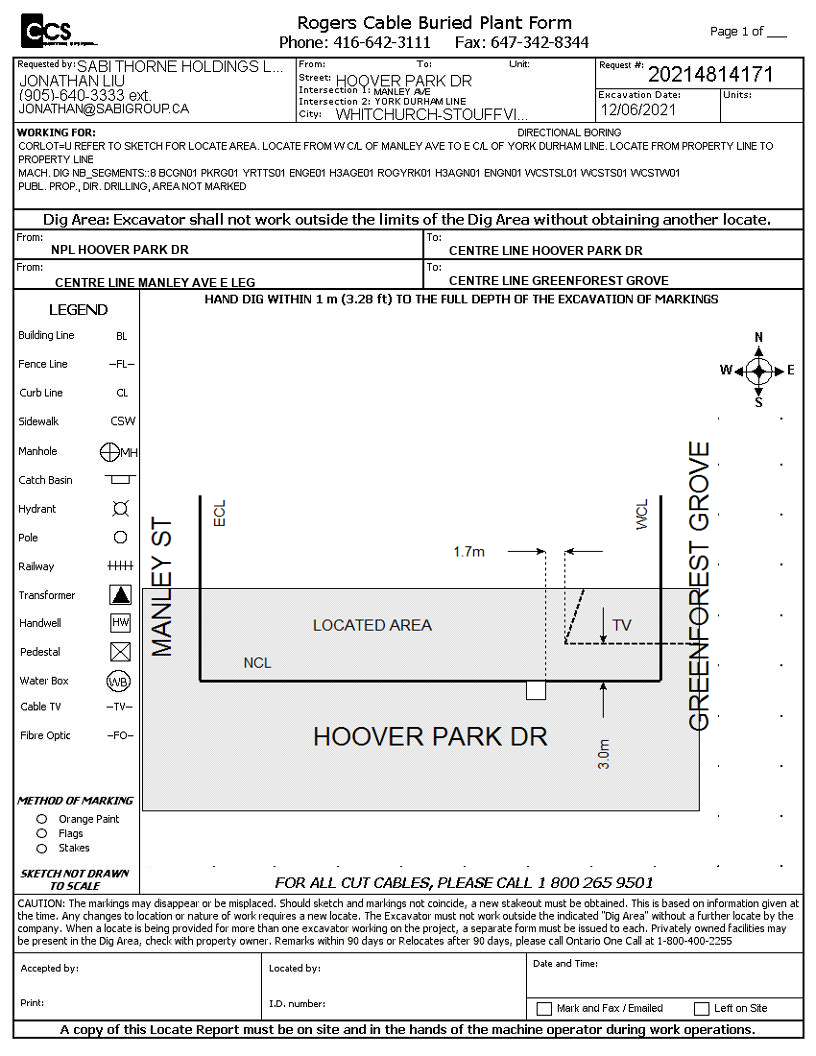 CCS
Rogers Cable Buried Plant Form
Phone: 416-642-3111 Fax: 647-342-8344
Page 1 of ___
Requested by: SABI THORNE HOLDINGS L...
JONATHAN LIU
(905)-640-3333 ext.
JONATHAN@SABIGROUP.CA
From: To: Unit:
Street: HOOVER PARK DR
Intersection 1: MANLEY AVE
Intersection 2: YORK DURHAM LINE
City: WHITCHURCH-STOUFFVI...
Request #: 20214814171
Excavation Date: 12/06/2021
Units:
WORKING FOR: DIRECTIONAL BORING
CORLOT=U REFER TO SKETCH FOR LOCATE AREA. LOCATE FROM W C/L OF MANLEY AVE TO E C/L OF YORK DURHAM LINE. LOCATE FROM PROPERTY LINE TO
PROPERTY LINE
MACH. DIG NB_SEGMENTS::8 BCGN01 PKRG01 YRTTS01 ENGE01 H3AGE01 ROGYRK01 H3AGN01 ENGN01 WCSTSL01 WCSTS01 WCSTW01
PUBL. PROP., DIR. DRILLING, AREA NOT MARKED
Dig Area: Excavator shall not work outside the limits of the Dig Area without obtaining another locate.
From: NPL HOOVER PARK DR
To: CENTRE LINE HOOVER PARK DR
From: CENTRE LINE MANLEY AVE E LEG
To: CENTRE LINE GREENFOREST GROVE
HAND DIG WITHIN 1 m (3.28 ft) TO THE FULL DEPTH OF THE EXCAVATION OF MARKINGS
LEGEND
Building Line BL
Fence Line –FL–
Curb Line CL
Sidewalk CSW
Manhole MH
Catch Basin
Hydrant
Pole
Railway
Transformer
Handwell HW
Pedestal
Water Box WB
Cable TV –TV–
Fibre Optic –FO–
METHOD OF MARKING
Orange Paint
Flags
Stakes
SKETCH NOT DRAWN
TO SCALE
N
W E
S
MANLEY ST
ECL
WCL
GREENFOREST GROVE
1.7m
LOCATED AREA
TV
NCL
HOOVER PARK DR
3.0m
FOR ALL CUT CABLES, PLEASE CALL 1 800 265 9501
CAUTION: The markings may disappear or be misplaced. Should sketch and markings not coincide, a new stakeout must be obtained. This is based on information given at
the time. Any changes to location or nature of work requires a new locate. The Excavator must not work outside the indicated "Dig Area" without a further locate by the
company. When a locate is being provided for more than one excavator working on the project, a separate form must be issued to each. Privately owned facilities may
be present in the Dig Area, check with property owner. Remarks within 90 days or Relocates after 90 days, please call Ontario One Call at 1-800-400-2255
Accepted by:
Print:
Located by:
I.D. number:
Date and Time:
Mark and Fax / Emailed
Left on Site
A copy of this Locate Report must be on site and in the hands of the machine operator during work operations.